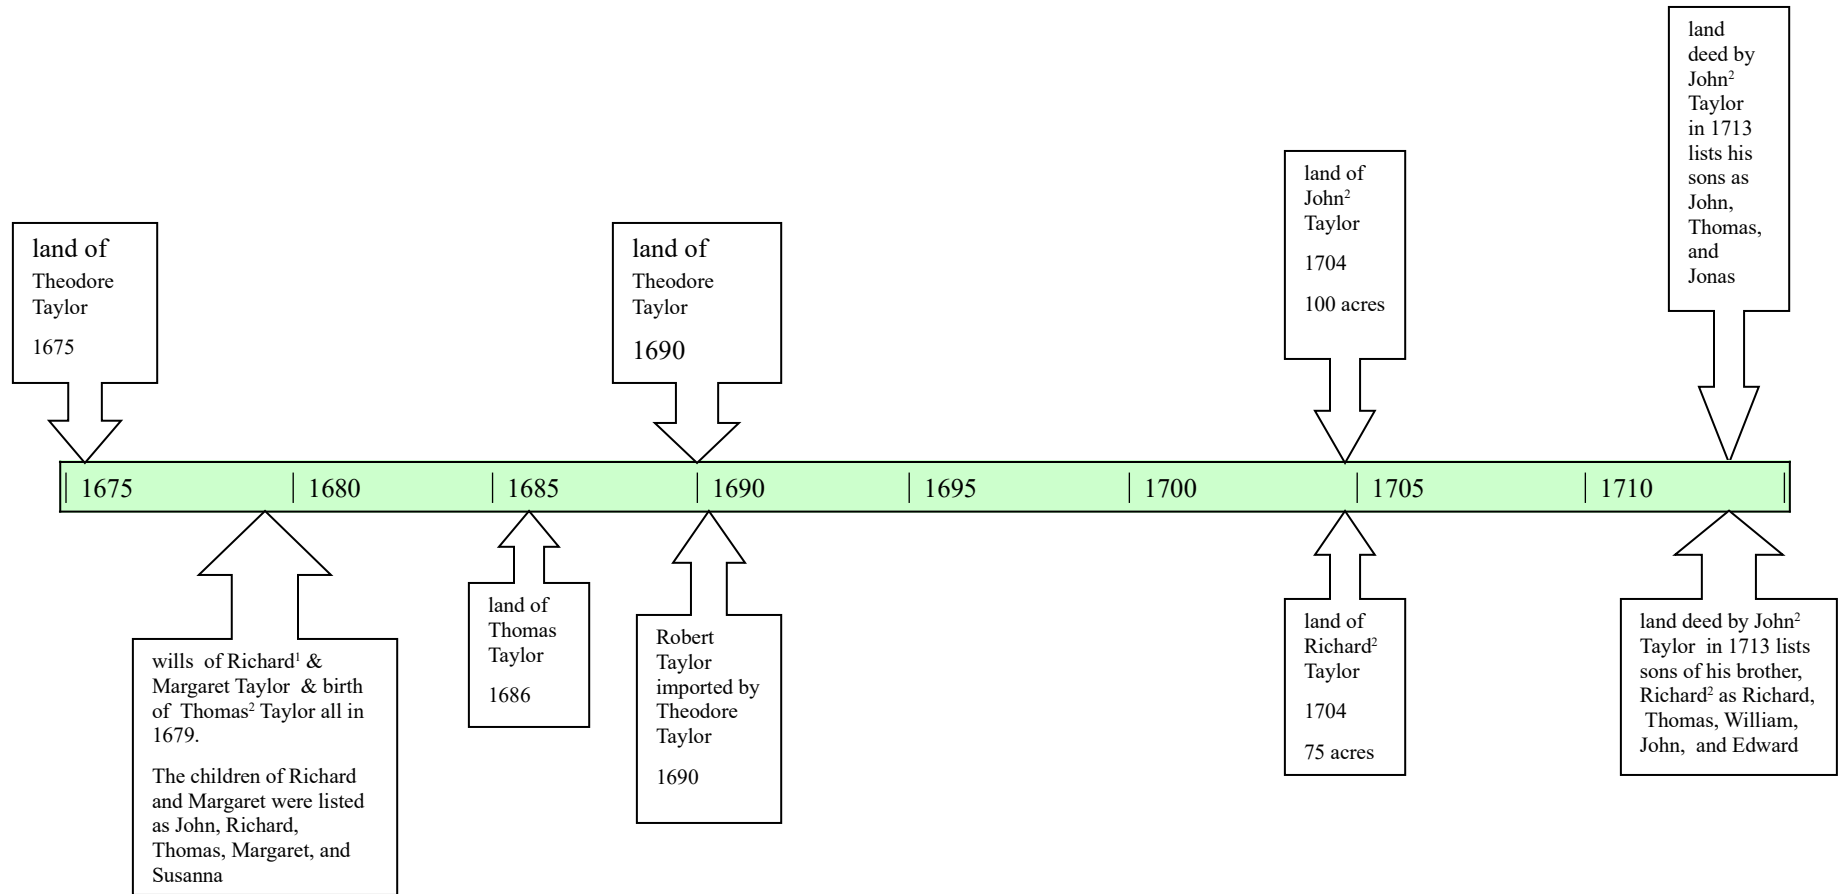 land
deed by
John²
Taylor
in 1713
lists his
sons as
John,
Thomas,
and
Jonas
land of
John²
Taylor
1704
100 acres
land of
Theodore
Taylor
1675
land of
Theodore
Taylor
1690
1675 1680 1685 1690 1695 1700 1705 1710
wills of Richard¹ &
Margaret Taylor & birth
of Thomas² Taylor all in
1679.
The children of Richard
and Margaret were listed
as John, Richard,
Thomas, Margaret, and
Susanna
land of
Thomas
Taylor
1686
Robert
Taylor
imported by
Theodore
Taylor
1690
land of
Richard²
Taylor
1704
75 acres
land deed by John²
Taylor in 1713 lists
sons of his brother,
Richard² as Richard,
Thomas, William,
John, and Edward